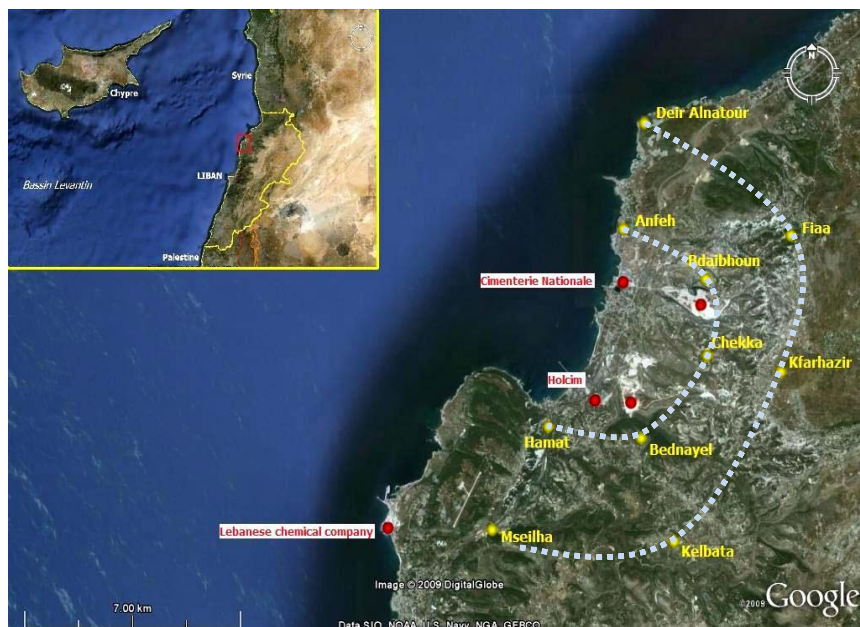 Syrie
Chypre
LIBAN
Bassin Levantin
Palestine
N
Deir Alnatour
Anfeh
Fiaa
Bdaibhoun
Cimenterie Nationale
Chekka
Kfarhazir
Holcim
Hamat
Bednayel
Lebanese chemical company
Mseilha
Kelbata
Image © 2009 DigitalGlobe
©2009 Google
7.00 km
Data SIO, NOAA, U.S. Navy, NGA, GEBCO